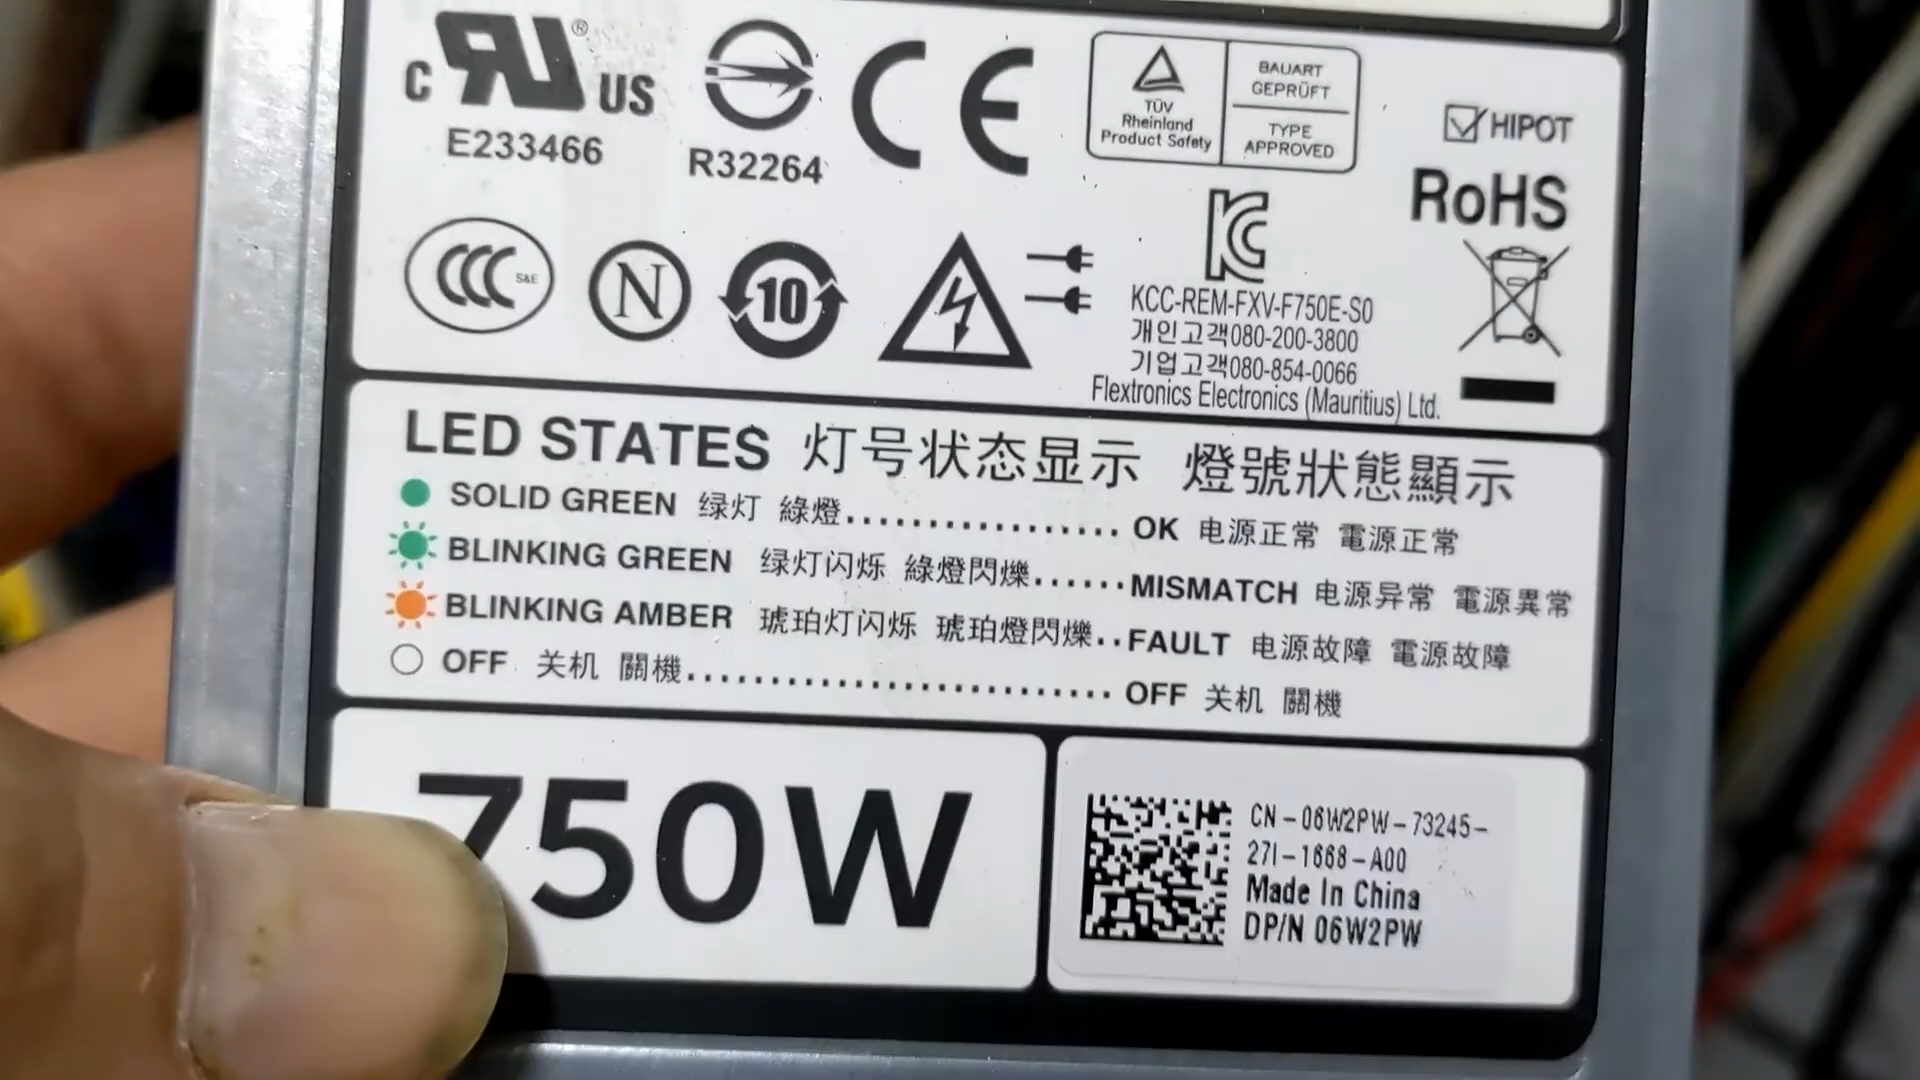 c RU ® US
E233466
R32264
CE
TÜV
Rheinland
Product Safety
BAUART
GEPRÜFT
TYPE
APPROVED
HIPOT
RoHS
CCC S&E
N
10
KC
KCC-REM-FXV-F750E-S0
개인고객080-200-3800
기업고객080-854-0066
Flextronics Electronics (Mauritius) Ltd.
LED STATES 灯号状态显示 燈號狀態顯示
SOLID GREEN 绿灯 綠燈................. OK 电源正常 電源正常
BLINKING GREEN 绿灯闪烁 綠燈閃爍......MISMATCH 电源异常 電源異常
BLINKING AMBER 琥珀灯闪烁 琥珀燈閃爍..FAULT 电源故障 電源故障
OFF 关机 關機.......................... OFF 关机 關機
750W
CN-06W2PW-73245-
27I-1668-A00
Made In China
DP/N 06W2PW